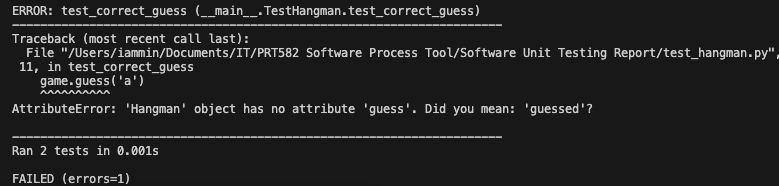 ERROR: test_correct_guess (__main__.TestHangman.test_correct_guess)
----------------------------------------------------------------------
Traceback (most recent call last):
  File "/Users/iammin/Documents/IT/PRT582 Software Process Tool/Software Unit Testing Report/test_hangman.py",
 11, in test_correct_guess
    game.guess('a')
    ^^^^^^^^^^
AttributeError: 'Hangman' object has no attribute 'guess'. Did you mean: 'guessed'?

----------------------------------------------------------------------
Ran 2 tests in 0.001s

FAILED (errors=1)